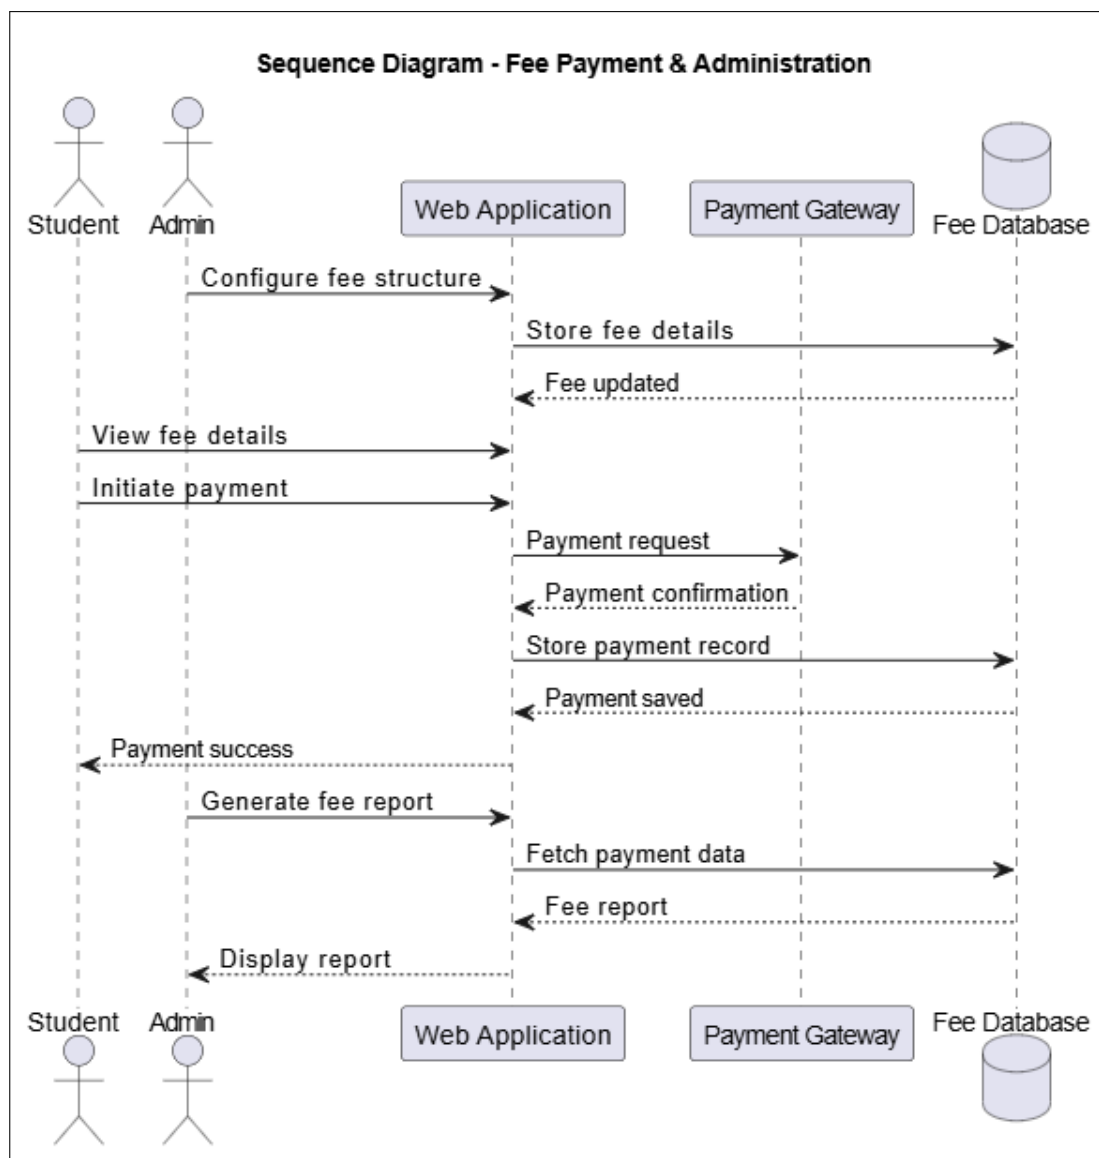 Sequence Diagram - Fee Payment & Administration
Student
Admin
Web Application
Payment Gateway
Fee Database
Configure fee structure
Store fee details
Fee updated
View fee details
Initiate payment
Payment request
Payment confirmation
Store payment record
Payment saved
Payment success
Generate fee report
Fetch payment data
Fee report
Display report
Student
Admin
Web Application
Payment Gateway
Fee Database